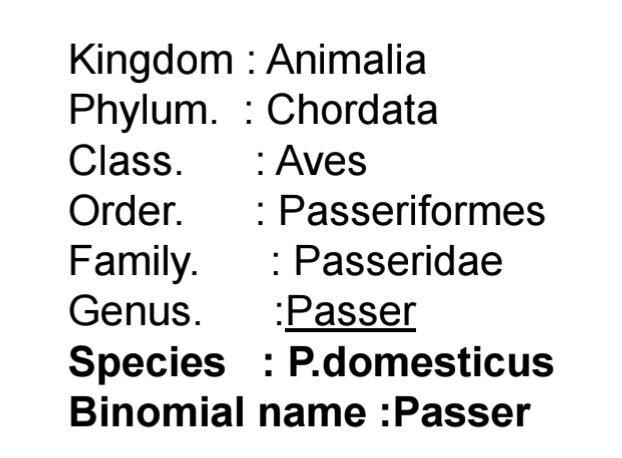 Kingdom : Animalia
Phylum. : Chordata
Class. : Aves
Order. : Passeriformes
Family. : Passeridae
Genus. :Passer
Species : P.domesticus
Binomial name :Passer